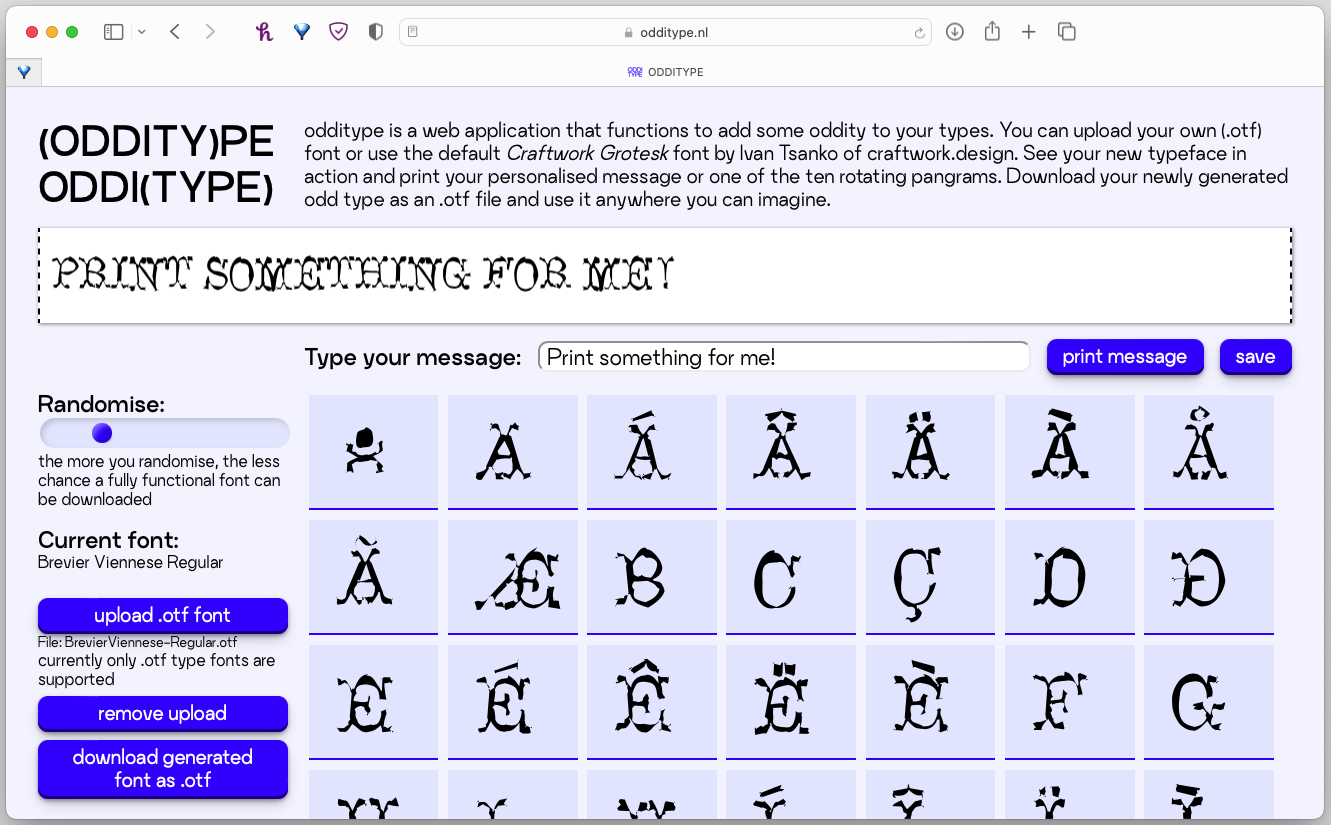 odditype.nl
ODDITYPE
(ODDITY)PE
ODDI(TYPE)
odditype is a web application that functions to add some oddity to your types. You can upload your own (.otf)
font or use the default Craftwork Grotesk font by Ivan Tsanko of craftwork.design. See your new typeface in
action and print your personalised message or one of the ten rotating pangrams. Download your newly generated
odd type as an .otf file and use it anywhere you can imagine.
PRINT SOMETHING FOR ME!
Type your message: Print something for me! print message save
Randomise:
the more you randomise, the less
chance a fully functional font can
be downloaded
Current font:
Brevier Viennese Regular
upload .otf font
File: BrevierViennese-Regular.otf
currently only .otf type fonts are
supported
remove upload
download generated
font as .otf
A Á Â Ä À Å
Ã Æ B C Ç D Ð
E É Ê Ë È F G